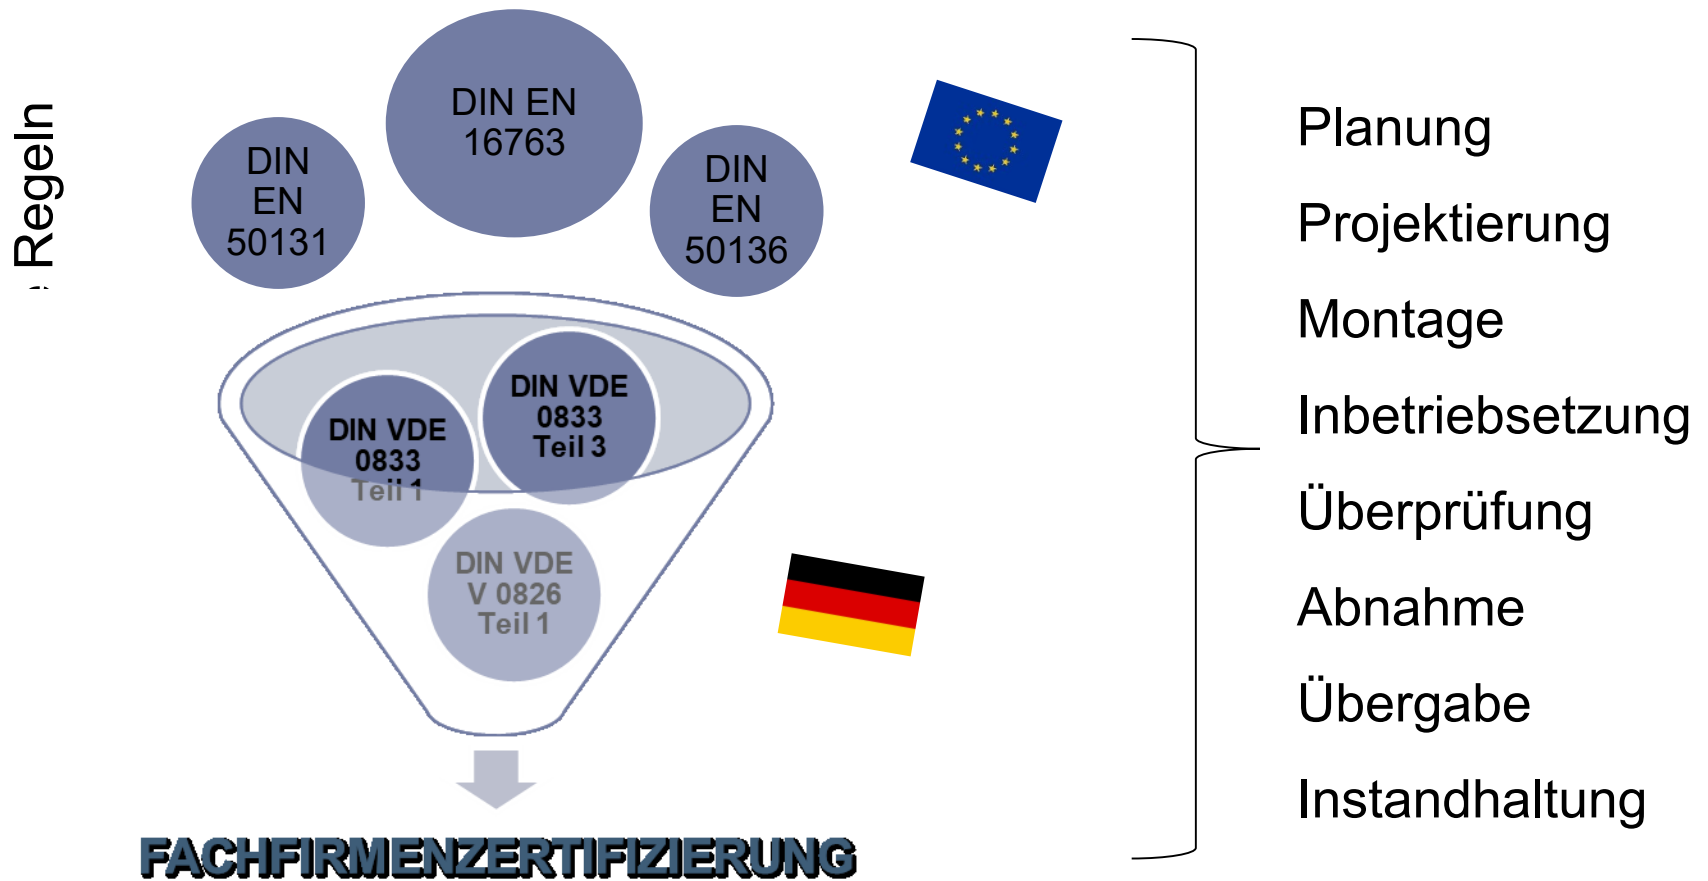 Regeln
DIN EN
16763
DIN
EN
50131
DIN
EN
50136
DIN VDE
0833
Teil 3
DIN VDE
0833
Teil 1
DIN VDE
V 0826
Teil 1
FACHFIRMENZERTIFIZIERUNG
Planung
Projektierung
Montage
Inbetriebsetzung
Überprüfung
Abnahme
Übergabe
Instandhaltung